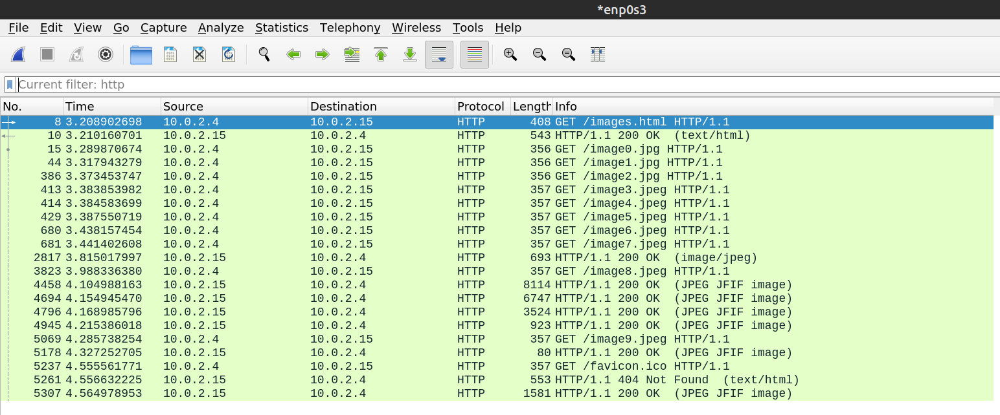 *enp0s3
File Edit View Go Capture Analyze Statistics Telephony Wireless Tools Help
Current filter: http
No. Time Source Destination Protocol Length Info
8 3.208902698 10.0.2.4 10.0.2.15 HTTP 408 GET /images.html HTTP/1.1
10 3.210160701 10.0.2.15 10.0.2.4 HTTP 543 HTTP/1.1 200 OK (text/html)
15 3.289870674 10.0.2.4 10.0.2.15 HTTP 356 GET /image0.jpg HTTP/1.1
44 3.317943279 10.0.2.4 10.0.2.15 HTTP 356 GET /image1.jpg HTTP/1.1
386 3.373453747 10.0.2.4 10.0.2.15 HTTP 356 GET /image2.jpg HTTP/1.1
413 3.383853982 10.0.2.4 10.0.2.15 HTTP 357 GET /image3.jpeg HTTP/1.1
414 3.384583699 10.0.2.4 10.0.2.15 HTTP 357 GET /image4.jpeg HTTP/1.1
429 3.387550719 10.0.2.4 10.0.2.15 HTTP 357 GET /image5.jpeg HTTP/1.1
680 3.438157454 10.0.2.4 10.0.2.15 HTTP 357 GET /image6.jpeg HTTP/1.1
681 3.441402608 10.0.2.4 10.0.2.15 HTTP 357 GET /image7.jpeg HTTP/1.1
2817 3.815017997 10.0.2.15 10.0.2.4 HTTP 693 HTTP/1.1 200 OK (image/jpeg)
3823 3.988336380 10.0.2.4 10.0.2.15 HTTP 357 GET /image8.jpeg HTTP/1.1
4458 4.104988163 10.0.2.15 10.0.2.4 HTTP 8114 HTTP/1.1 200 OK (JPEG JFIF image)
4694 4.154945470 10.0.2.15 10.0.2.4 HTTP 6747 HTTP/1.1 200 OK (JPEG JFIF image)
4796 4.168985796 10.0.2.15 10.0.2.4 HTTP 3524 HTTP/1.1 200 OK (JPEG JFIF image)
4945 4.215386018 10.0.2.15 10.0.2.4 HTTP 923 HTTP/1.1 200 OK (JPEG JFIF image)
5069 4.285738254 10.0.2.4 10.0.2.15 HTTP 357 GET /image9.jpeg HTTP/1.1
5178 4.327252705 10.0.2.15 10.0.2.4 HTTP 80 HTTP/1.1 200 OK (JPEG JFIF image)
5237 4.555561771 10.0.2.4 10.0.2.15 HTTP 357 GET /favicon.ico HTTP/1.1
5261 4.556632225 10.0.2.15 10.0.2.4 HTTP 553 HTTP/1.1 404 Not Found (text/html)
5307 4.564978953 10.0.2.15 10.0.2.4 HTTP 1581 HTTP/1.1 200 OK (JPEG JFIF image)